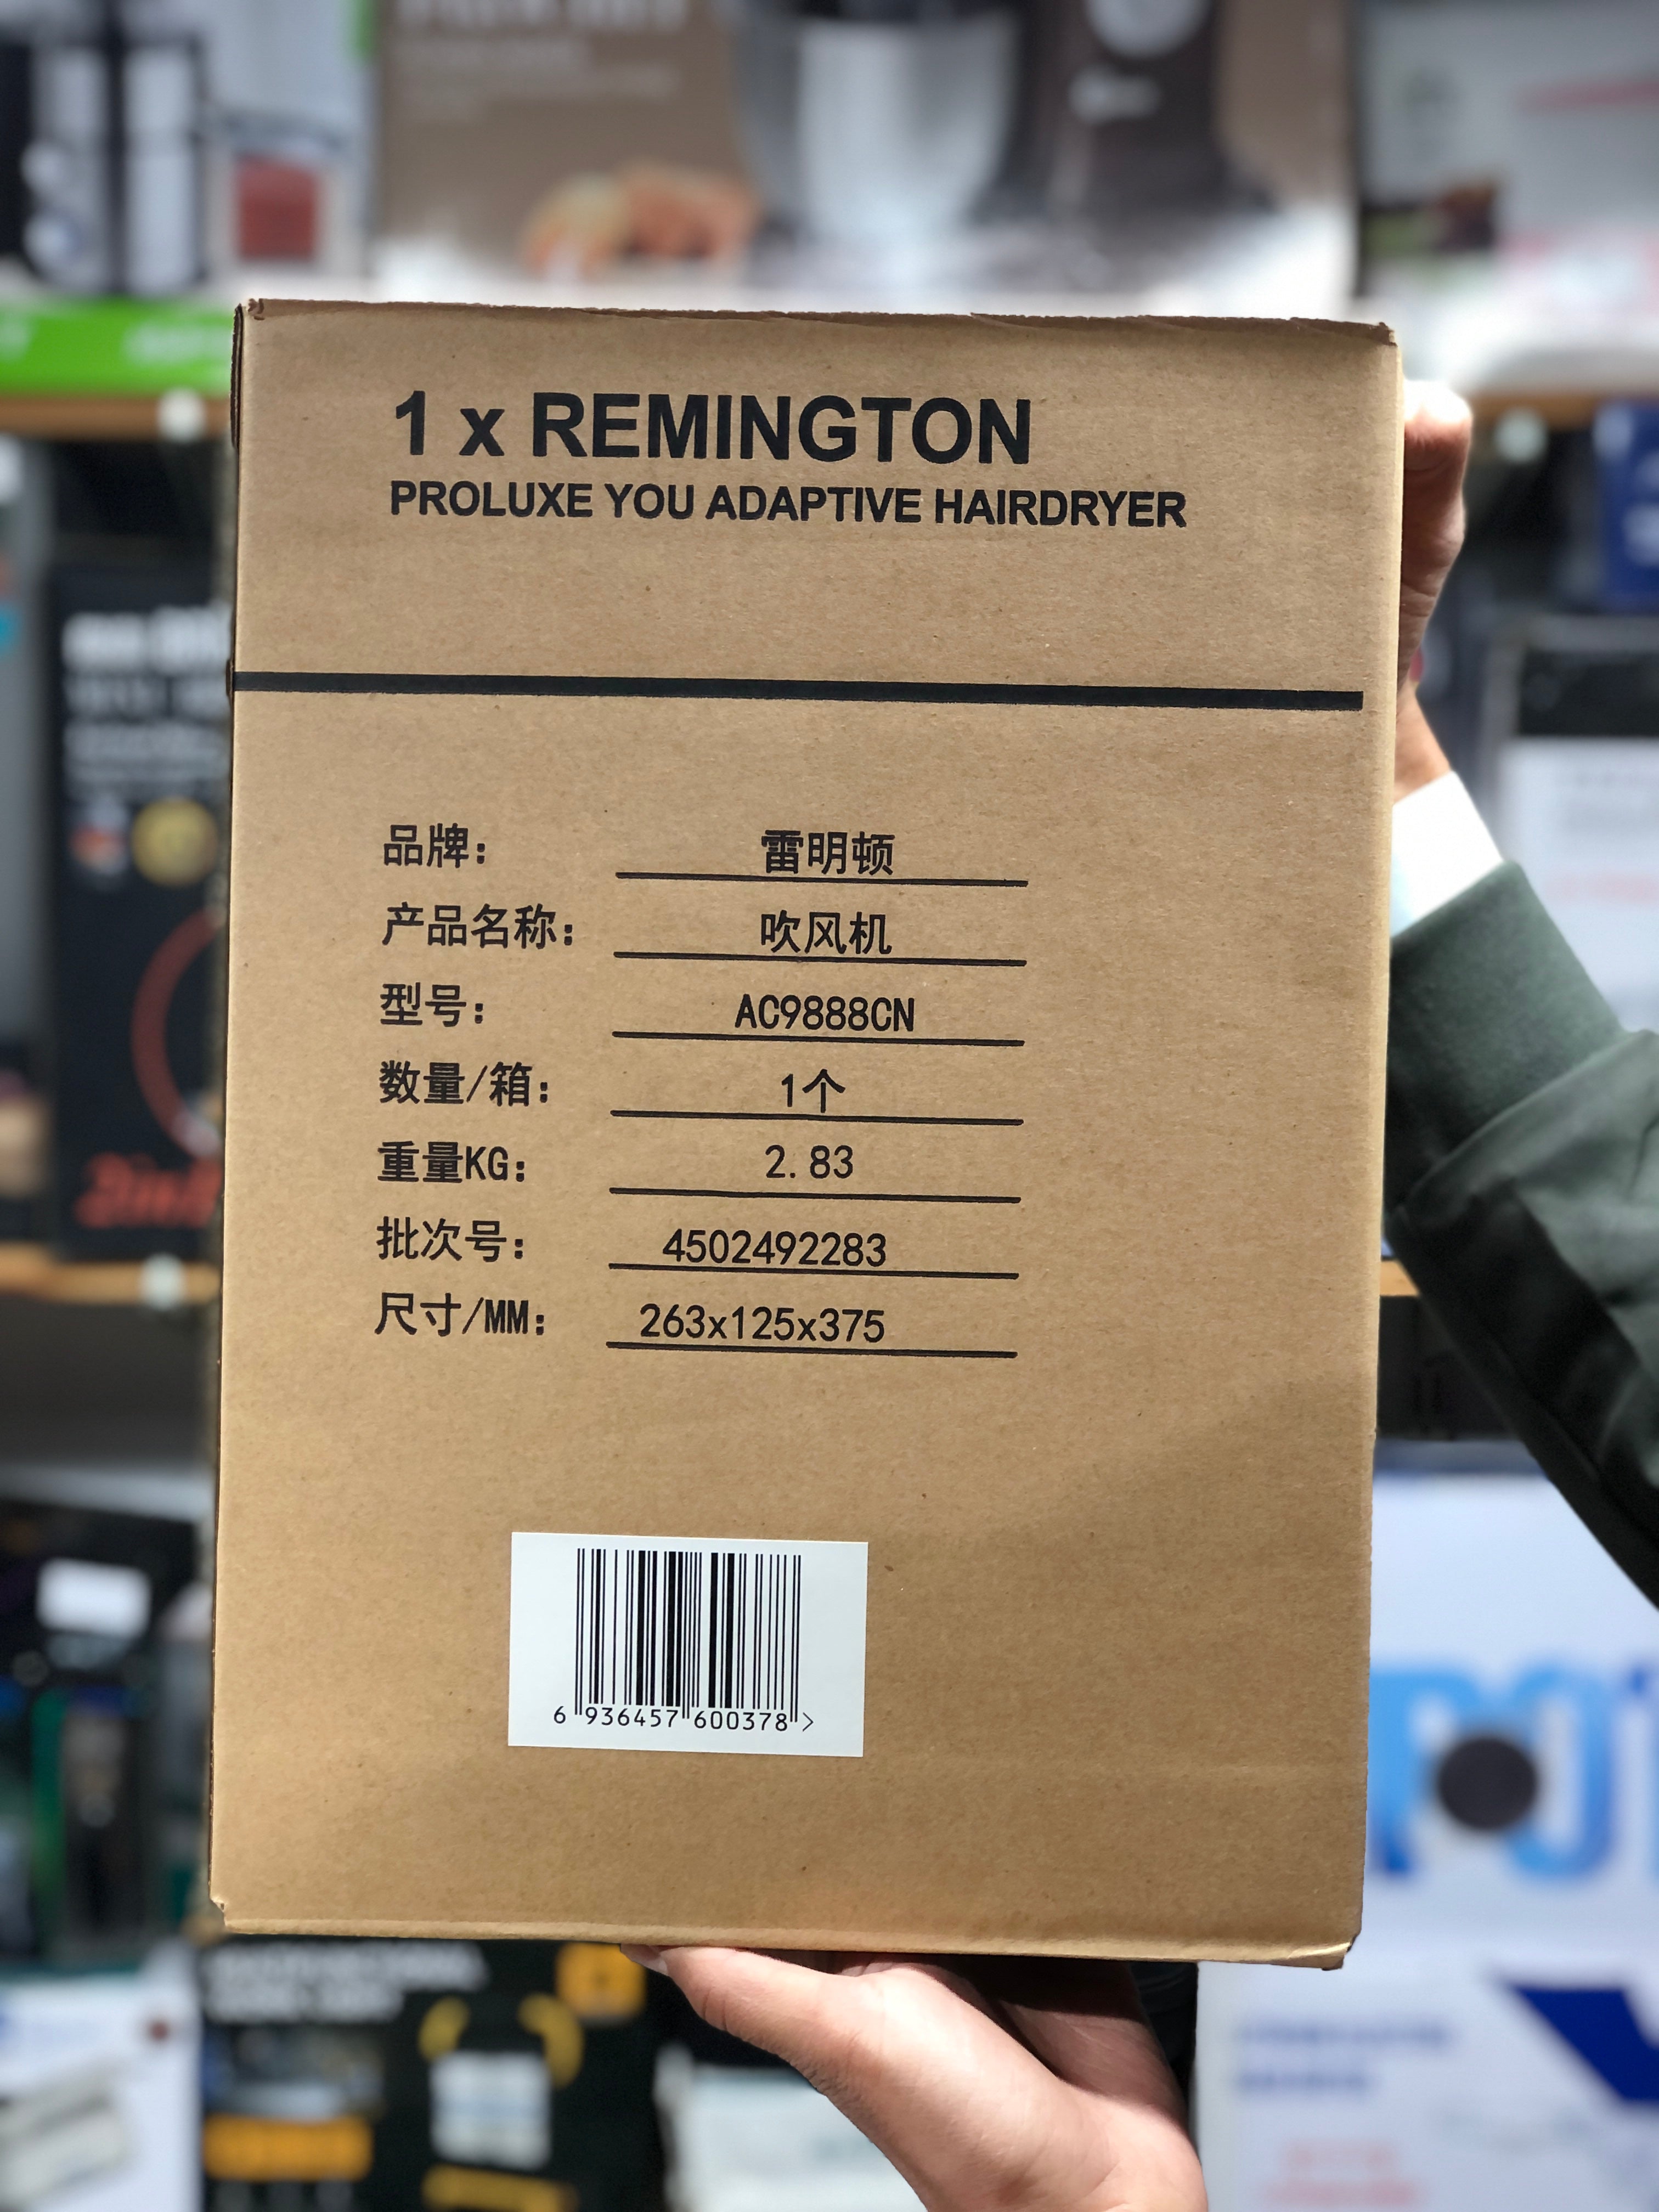 1 x REMINGTON
PROLUXE YOU ADAPTIVE HAIRDRYER
品牌： 雷明顿
产品名称： 吹风机
型号： AC9888CN
数量/箱： 1个
重量KG： 2.83
批次号： 4502492283
尺寸/MM： 263x125x375
6 936457 600378 >